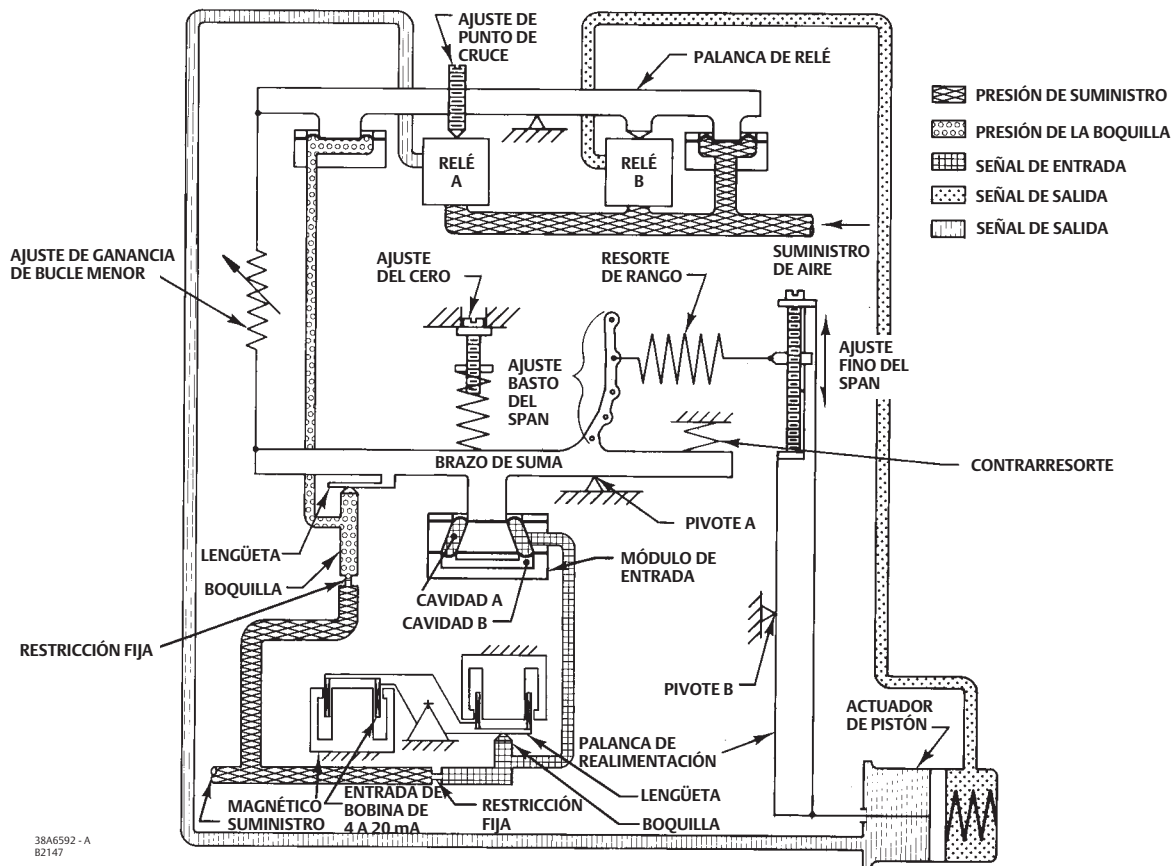 AJUSTE DE
PUNTO DE
CRUCE
PALANCA DE RELÉ
PRESIÓN DE SUMINISTRO
PRESIÓN DE LA BOQUILLA
SEÑAL DE ENTRADA
SEÑAL DE SALIDA
SEÑAL DE SALIDA
RELÉ
A
RELÉ
B
AJUSTE DE GANANCIA
DE BUCLE MENOR
AJUSTE
DEL CERO
RESORTE
DE RANGO
SUMINISTRO
DE AIRE
AJUSTE
BASTO
DEL
SPAN
AJUSTE
FINO DEL
SPAN
BRAZO DE SUMA
CONTRARRESORTE
PIVOTE A
LENGÜETA
BOQUILLA
MÓDULO DE
ENTRADA
CAVIDAD A
CAVIDAD B
RESTRICCIÓN FIJA
PIVOTE B
ACTUADOR
DE PISTÓN
PALANCA DE
REALIMENTACIÓN
MAGNÉTICO
SUMINISTRO
ENTRADA DE
BOBINA DE
4 A 20 mA
RESTRICCIÓN
FIJA
LENGÜETA
BOQUILLA
38A6592 - A
B2147